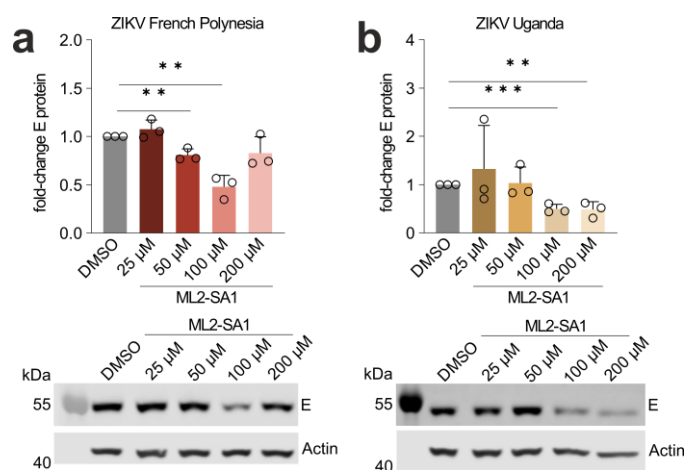 a
ZIKV French Polynesia
fold-change E protein
2.0
1.5
1.0
0.5
0.0
**
**
DMSO
25 µM
50 µM
100 µM
200 µM
ML2-SA1
ML2-SA1
kDa
DMSO
25 µM
50 µM
100 µM
200 µM
55
E
40
Actin
b
ZIKV Uganda
fold-change E protein
4
3
2
1
0
**
***
DMSO
25 µM
50 µM
100 µM
200 µM
ML2-SA1
ML2-SA1
kDa
DMSO
25 µM
50 µM
100 µM
200 µM
55
E
40
Actin